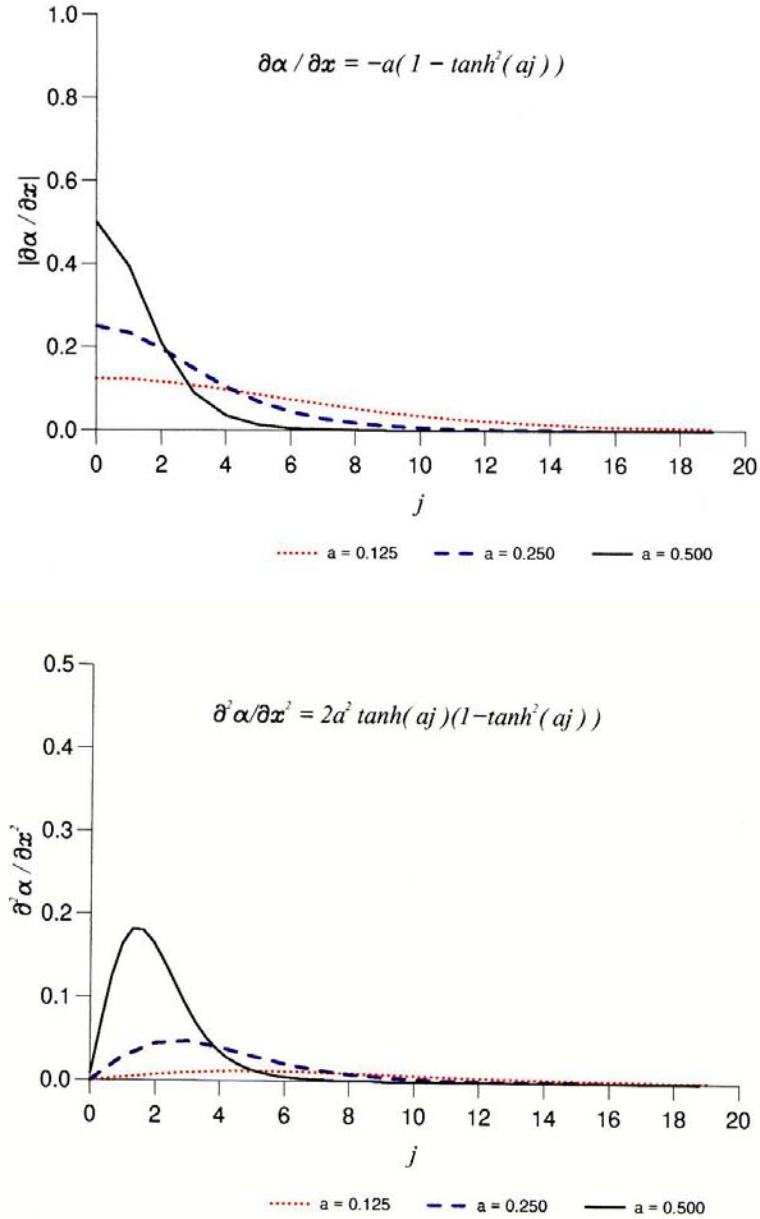 1.0
∂α / ∂x = −a( 1 − tanh²( aj ) )
0.8
0.6
|∂α / ∂x|
0.4
0.2
0.0
0 2 4 6 8 10 12 14 16 18 20
j
a = 0.125 a = 0.250 a = 0.500
0.5
∂²α/∂x² = 2a² tanh( aj )(1−tanh²( aj ) )
0.4
0.3
∂²α / ∂x²
0.2
0.1
0.0
0 2 4 6 8 10 12 14 16 18 20
j
a = 0.125 a = 0.250 a = 0.500